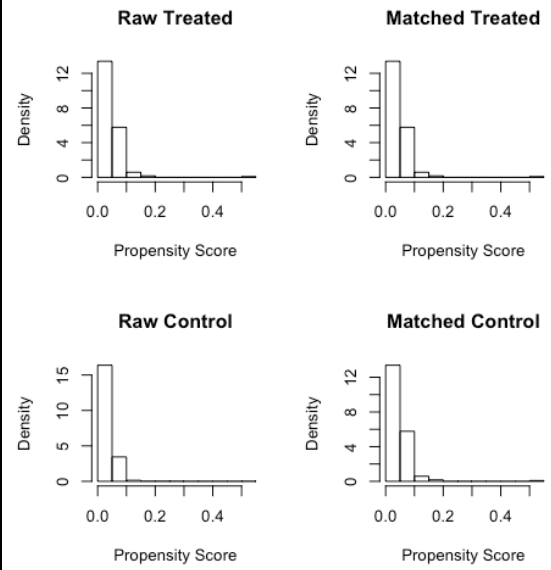 Raw Treated
Density
0 4 8 12
0.0 0.2 0.4
Propensity Score
Matched Treated
Density
0 4 8 12
0.0 0.2 0.4
Propensity Score
Raw Control
Density
0 5 10 15
0.0 0.2 0.4
Propensity Score
Matched Control
Density
0 4 8 12
0.0 0.2 0.4
Propensity Score